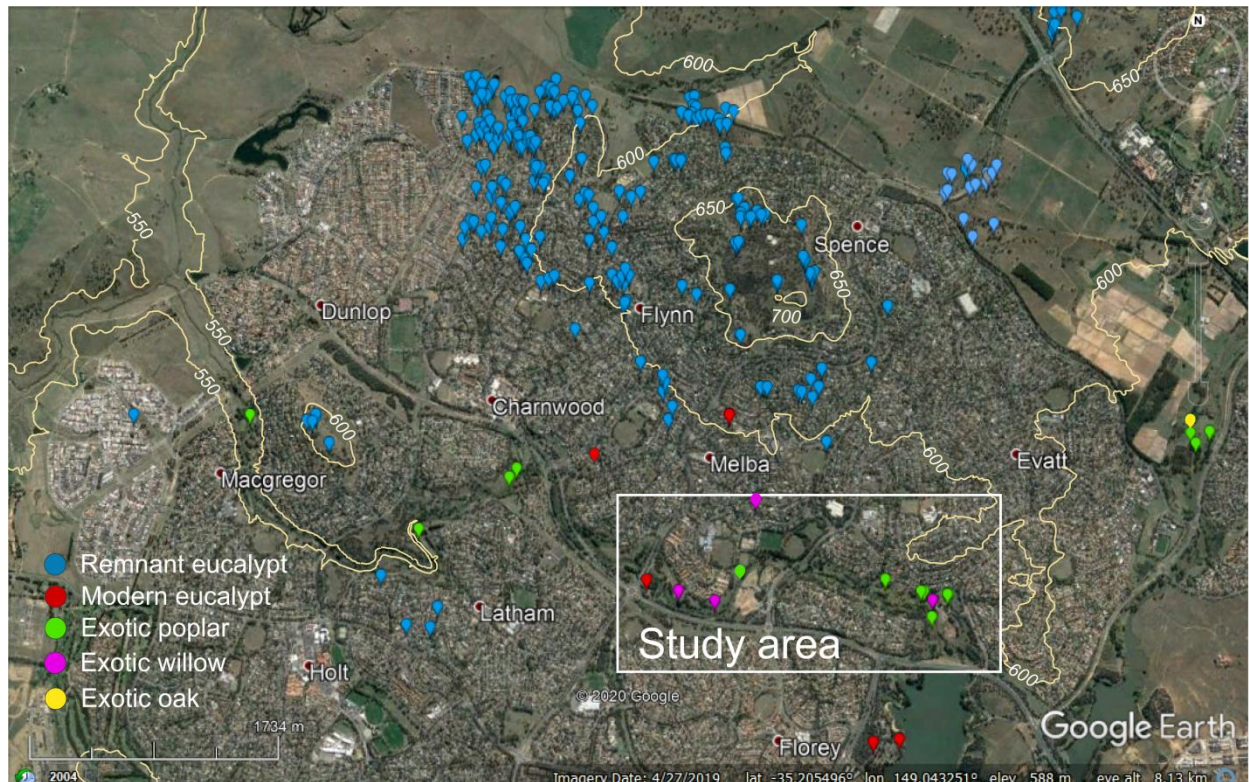 N
600
650
600
550
650
Spence
600
650
Dunlop
Flynn
700
550
550
Charnwood
600
Macgregor
Melba
600
Evatt
Remnant eucalypt
Modern eucalypt
Exotic poplar
Exotic willow
Exotic oak
Latham
Holt
Study area
600
© 2020 Google
1734 m
Florey
Google Earth
2004
Imagery Date: 4/27/2019 lat -35.205496° lon 149.043251° elev 588 m eye alt 8.13 km